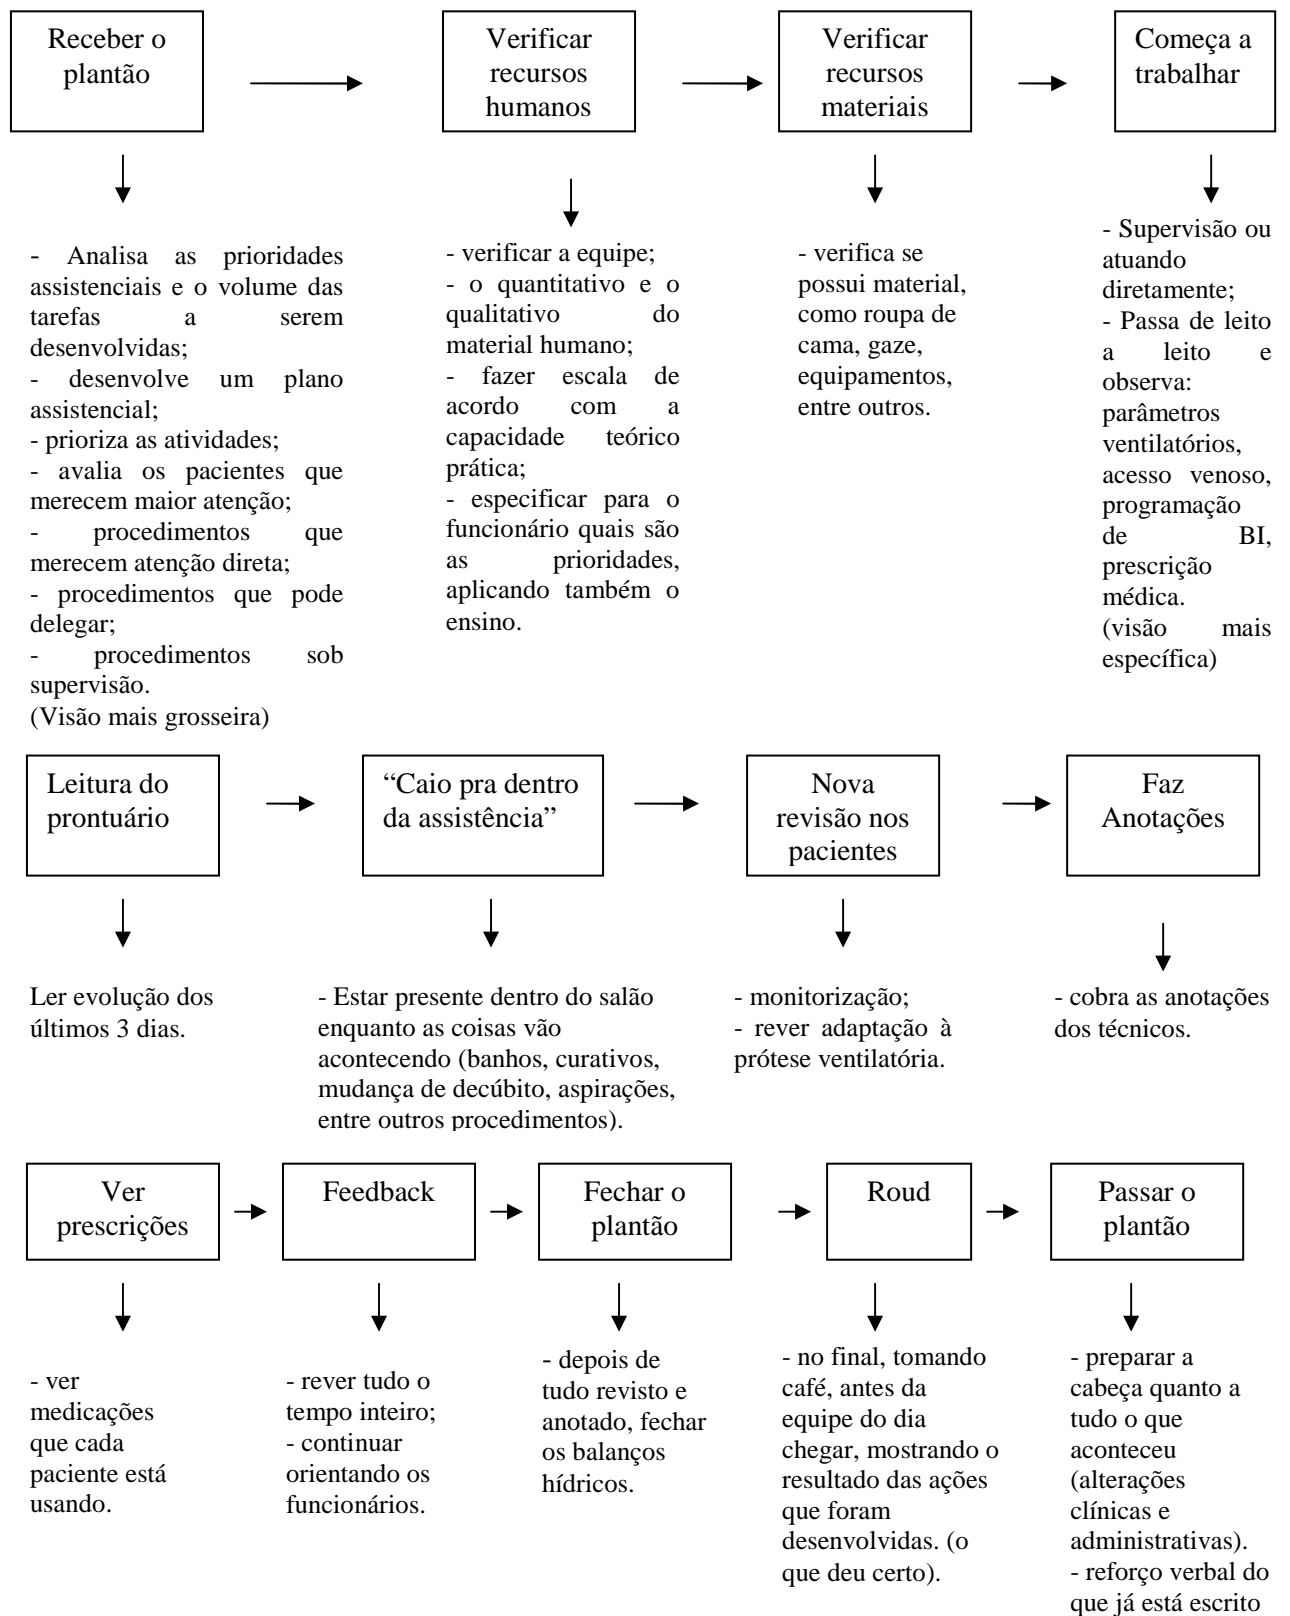 Receber o
plantão
Verificar
recursos
humanos
Verificar
recursos
materiais
Começa a
trabalhar
- Analisa as prioridades
assistenciais e o volume das
tarefas a serem
desenvolvidas;
- desenvolve um plano
assistencial;
- prioriza as atividades;
- avalia os pacientes que
merecem maior atenção;
- procedimentos que
merecem atenção direta;
- procedimentos que pode
delegar;
- procedimentos sob
supervisão.
(Visão mais grosseira)
- verificar a equipe;
- o quantitativo e o
qualitativo do
material humano;
- fazer escala de
acordo com a
capacidade teórico
prática;
- especificar para o
funcionário quais são
as prioridades,
aplicando também o
ensino.
- verifica se
possui material,
como roupa de
cama, gaze,
equipamentos,
entre outros.
- Supervisão ou
atuando
diretamente;
- Passa de leito
a leito e
observa:
parâmetros
ventilatórios,
acesso venoso,
programação
de BI,
prescrição
médica.
(visão mais
específica)
Leitura do
prontuário
“Caio pra dentro
da assistência”
Nova
revisão nos
pacientes
Faz
Anotações
Ler evolução dos
últimos 3 dias.
- Estar presente dentro do salão
enquanto as coisas vão
acontecendo (banhos, curativos,
mudança de decúbito, aspirações,
entre outros procedimentos).
- monitorização;
- rever adaptação à
prótese ventilatória.
- cobra as anotações
dos técnicos.
Ver
prescrições
Feedback
Fechar o
plantão
Roud
Passar o
plantão
- ver
medicações
que cada
paciente está
usando.
- rever tudo o
tempo inteiro;
- continuar
orientando os
funcionários.
- depois de
tudo revisto e
anotado, fechar
os balanços
hídricos.
- no final, tomando
café, antes da
equipe do dia
chegar, mostrando o
resultado das ações
que foram
desenvolvidas. (o
que deu certo).
- preparar a
cabeça quanto a
tudo o que
aconteceu
(alterações
clínicas e
administrativas).
- reforço verbal do
que já está escrito